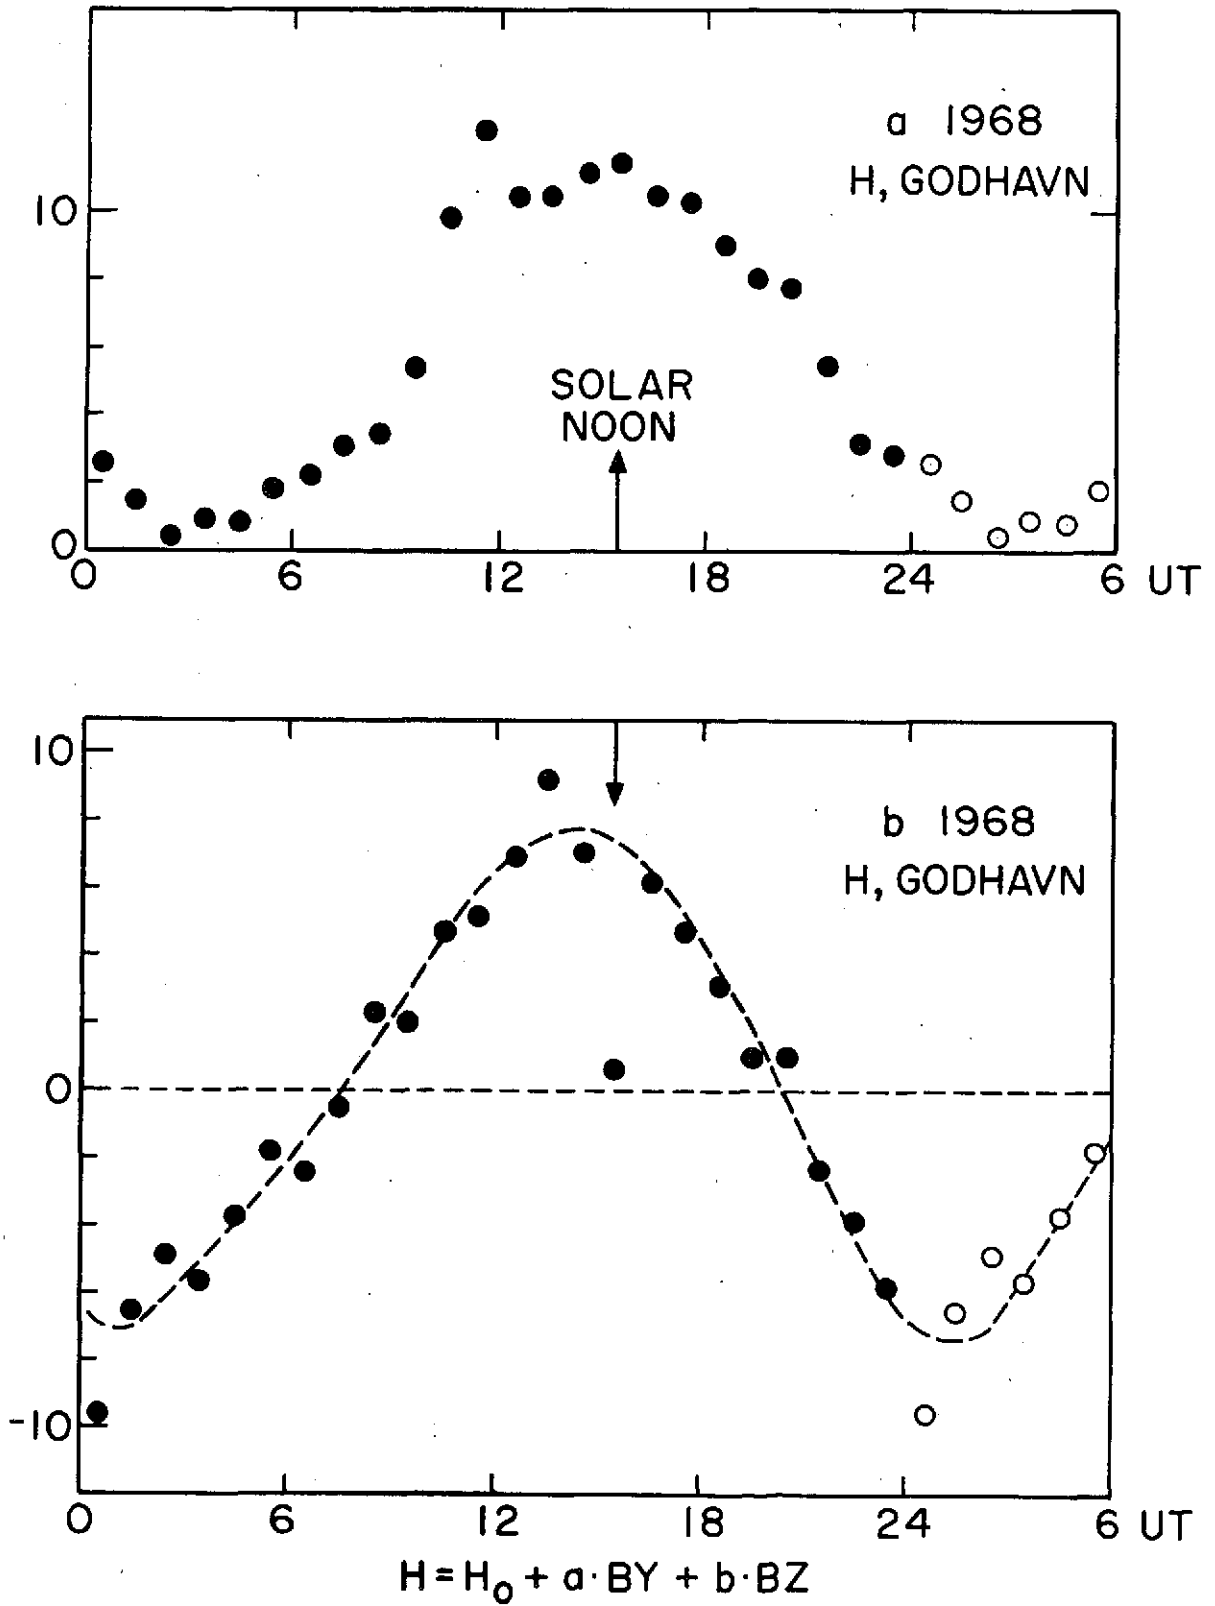 a 1968
H, GODHAVN
10
SOLAR
NOON
0
0 6 12 18 24 6 UT
10
b 1968
H, GODHAVN
0
-10
0 6 12 18 24 6 UT
H = H₀ + a·BY + b·BZ